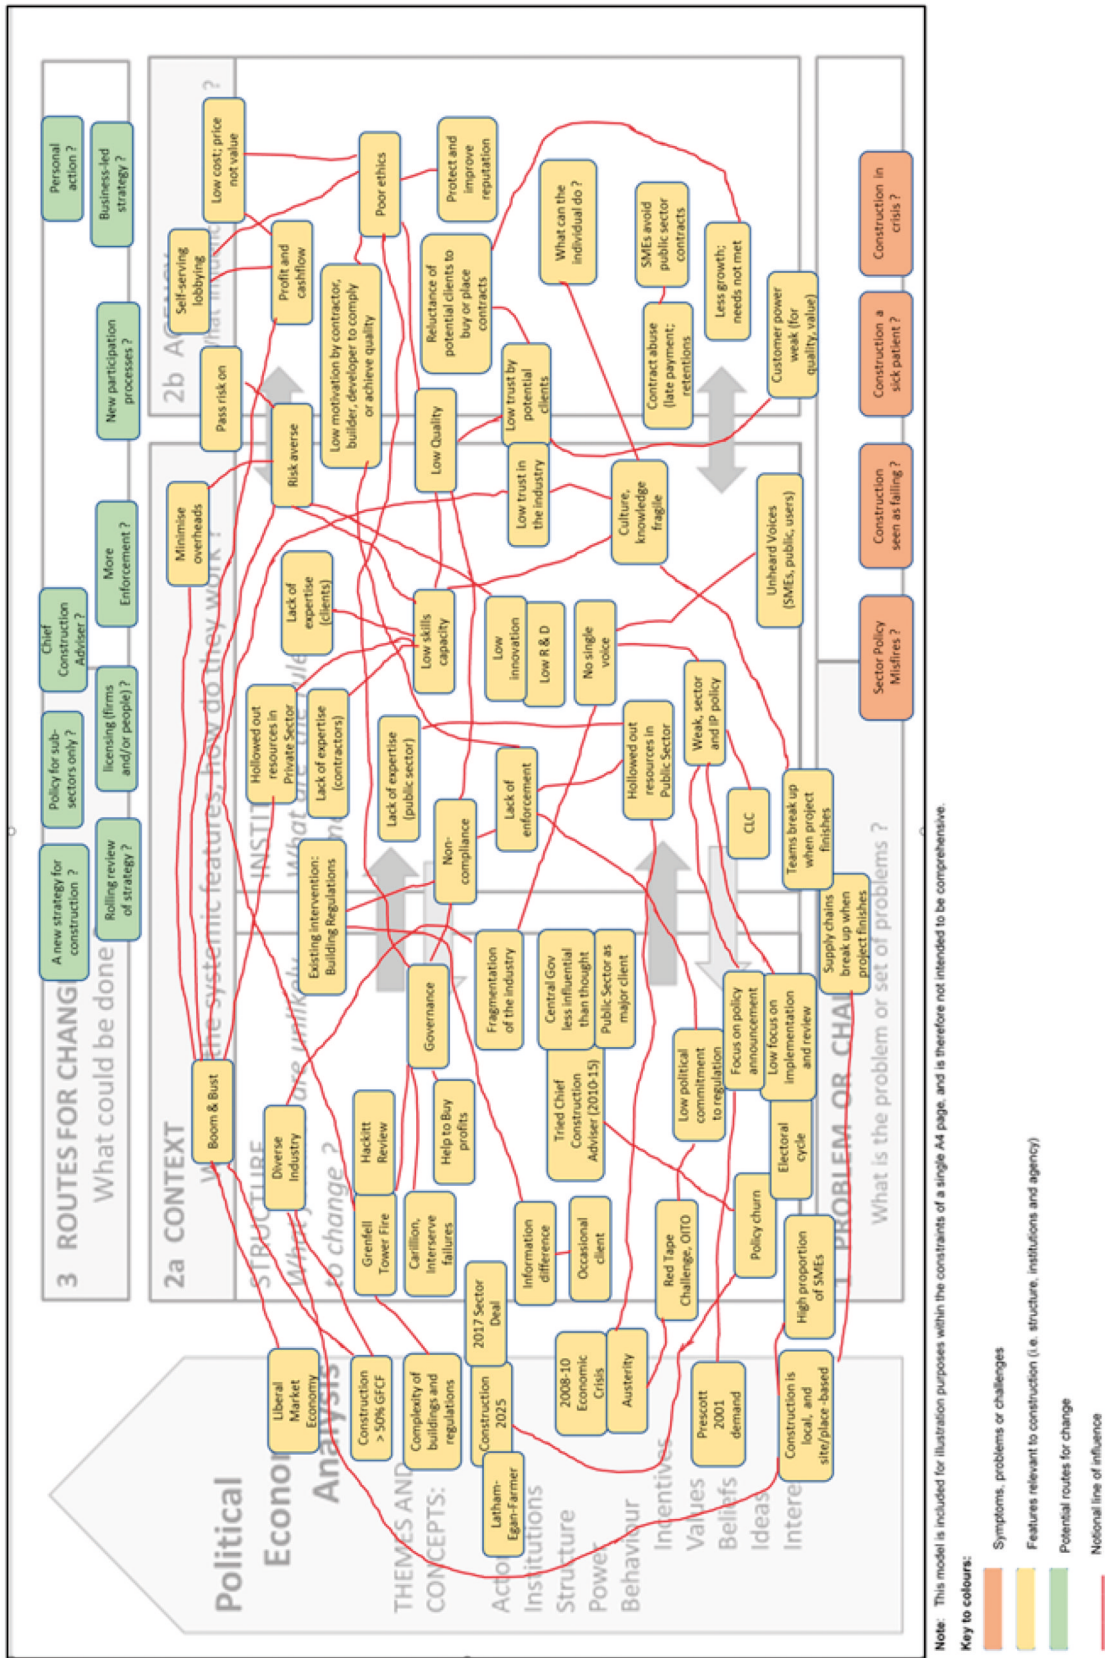 3 ROUTES FOR CHANGE
What could be done
A new strategy for
construction ?
Policy for sub-
sectors only ?
Chief
Construction
Adviser ?
Personal
action ?
Rolling review
of strategy ?
licensing (firms
and/or people) ?
More
Enforcement ?
New participation
processes ?
Business-led
strategy ?
2a CONTEXT
the systemic features, how do they work ?
2b AGENCY
What influenc
?
Boom & Bust
Minimise
overheads
Pass risk on
Self-serving
lobbying
Low cost; price
not value
STRUCTURE
What are unlikely
to change ?
INSTIT
What are the rule
Political
Economy
Analysis
Liberal
Market
Economy
Diverse
Industry
Hollowed out
resources in
Private Sector
Lack of
expertise
(clients)
Risk averse
Profit and
cashflow
Existing intervention:
Building Regulations
Lack of expertise
(contractors)
Low motivation by contractor,
builder, developer to comply
or achieve quality
Poor ethics
Construction
> 50% GFCF
Grenfell
Tower Fire
Hackitt
Review
Lack of expertise
(public sector)
THEMES AND
CONCEPTS:
Complexity of
buildings and
regulations
Carillion,
Interserve
failures
Governance
Non-
compliance
Low skills
capacity
Low Quality
Reluctance of
potential clients to
buy or place
contracts
Protect and
improve
reputation
Help to Buy
profits
2017 Sector
Deal
Construction
2025
Latham-
Egan-Farmer
Fragmentation
of the industry
Lack of
enforcement
Low
innovation
Low R & D
Low trust in
the industry
Low trust by
potential
clients
Actor
Institutions
Structure
Power
Behaviour
Incentives
Values
Beliefs
Ideas
Intere
Information
difference
Occasional
client
Tried Chief
Construction
Adviser (2010-15)
Central Gov
less influential
than thought
Public Sector as
major client
No single
voice
What can the
individual do ?
2008-10
Economic
Crisis
Austerity
Hollowed out
resources in
Public Sector
Culture,
knowledge
fragile
Contract abuse
(late payment;
retentions
SMEs avoid
public sector
contracts
Red Tape
Challenge, OITO
Low political
commitment
to regulation
Weak, sector
and IP policy
Less growth;
needs not met
Prescott
2001
demand
Policy churn
Focus on policy
announcement
CLC
Unheard Voices
(SMEs, public, users)
Customer power
weak (for
quality, value)
Construction is
local, and
site/place -based
High proportion
of SMEs
Electoral
cycle
Low focus on
implementation
and review
Supply chains
break up when
project finishes
Teams break up
when project
finishes
1 PROBLEM OR CHAL
What is the problem or set of problems ?
Sector Policy
Misfires ?
Construction
seen as failing ?
Construction a
sick patient ?
Construction in
crisis ?
Note: This model is included for illustration purposes within the constraints of a single A4 page, and is therefore not intended to be comprehensive.
Key to colours:
Symptoms, problems or challenges
Features relevant to construction (i.e. structure, institutions and agency)
Potential routes for change
Notional line of influence